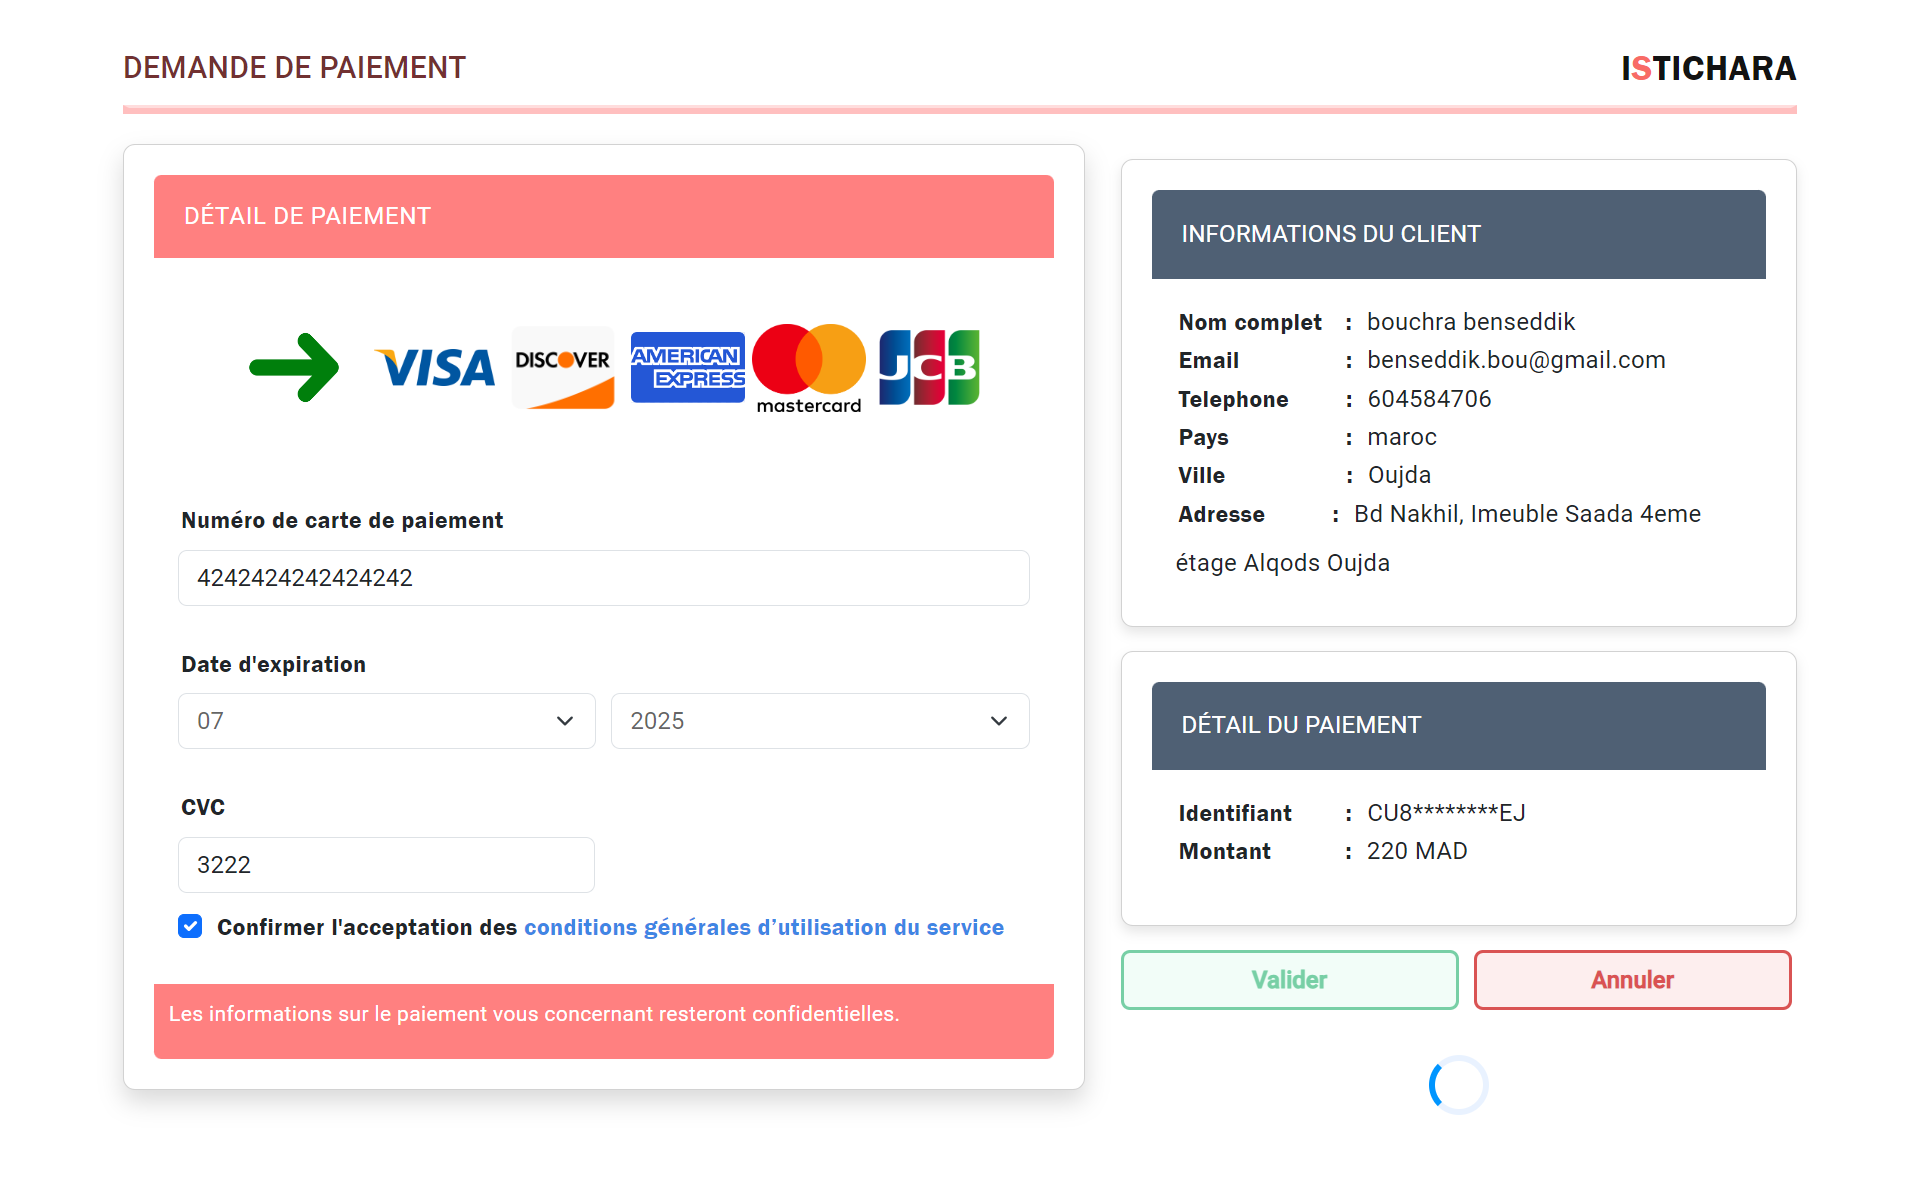 DEMANDE DE PAIEMENT
ISTICHARA
DÉTAIL DE PAIEMENT
VISA
DISCOVER
AMERICAN
EXPRESS
mastercard
JCB
Numéro de carte de paiement
4242424242424242
Date d'expiration
07
2025
CVC
3222
Confirmer l'acceptation des conditions générales d’utilisation du service
Les informations sur le paiement vous concernant resteront confidentielles.
INFORMATIONS DU CLIENT
Nom complet : bouchra benseddik
Email : benseddik.bou@gmail.com
Telephone : 604584706
Pays : maroc
Ville : Oujda
Adresse : Bd Nakhil, Imeuble Saada 4eme
étage Alqods Oujda
DÉTAIL DU PAIEMENT
Identifiant : CU8********EJ
Montant : 220 MAD
Valider
Annuler